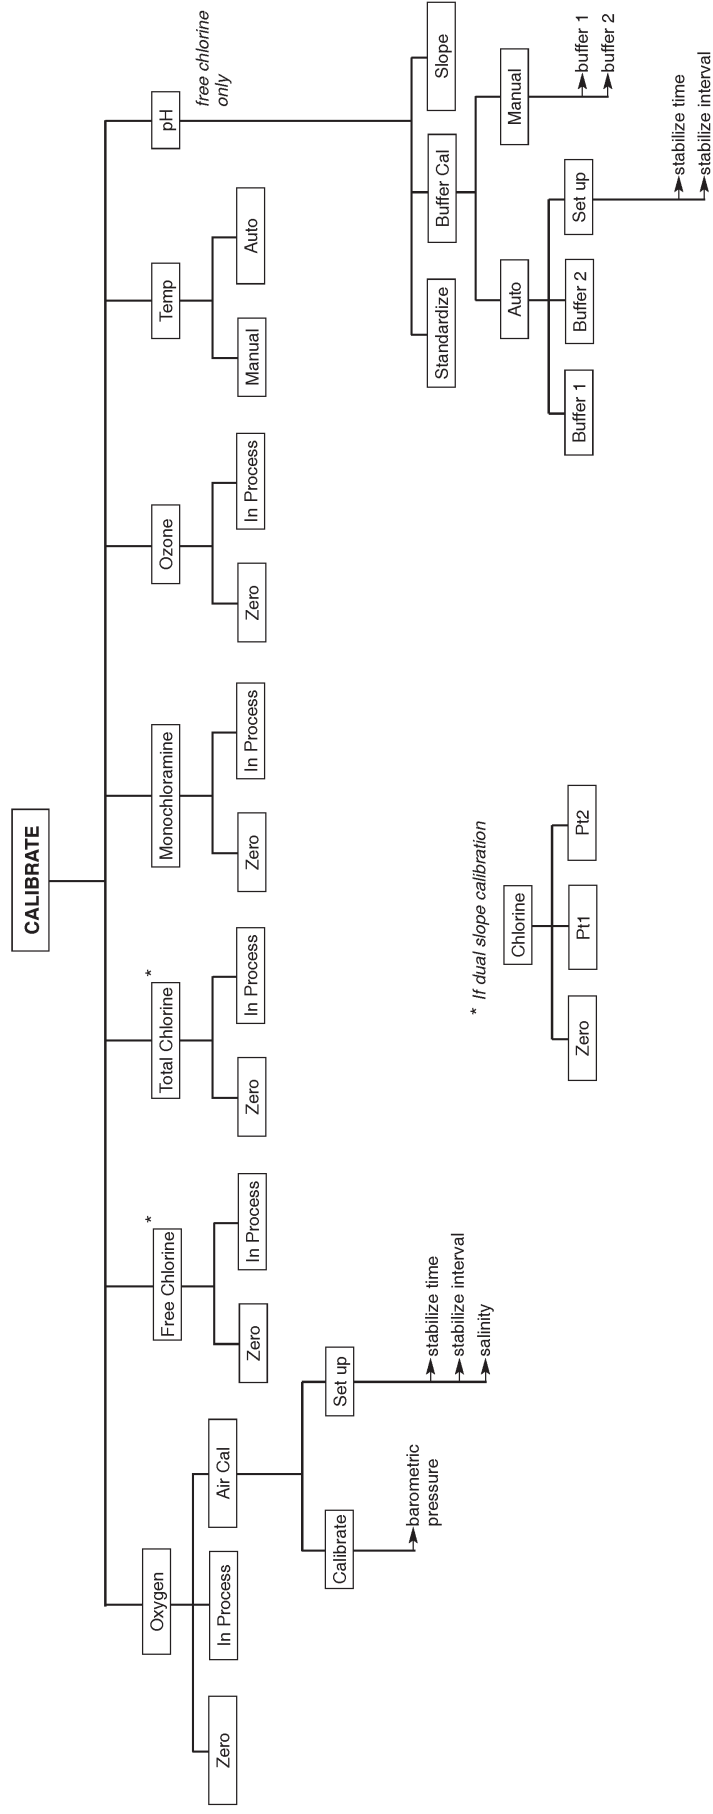 CALIBRATE
Oxygen
Free Chlorine
*
Total Chlorine
*
Monochloramine
Ozone
Temp
pH
free chlorine
only
Zero
In Process
Air Cal
Zero
In Process
Zero
In Process
Zero
In Process
Zero
In Process
Manual
Auto
Calibrate
Set up
barometric
pressure
stabilize time
stabilize interval
salinity
Standardize
Buffer Cal
Slope
Auto
Manual
buffer 1
buffer 2
Buffer 1
Buffer 2
Set up
stabilize time
stabilize interval
* If dual slope calibration
Chlorine
Zero
Pt1
Pt2